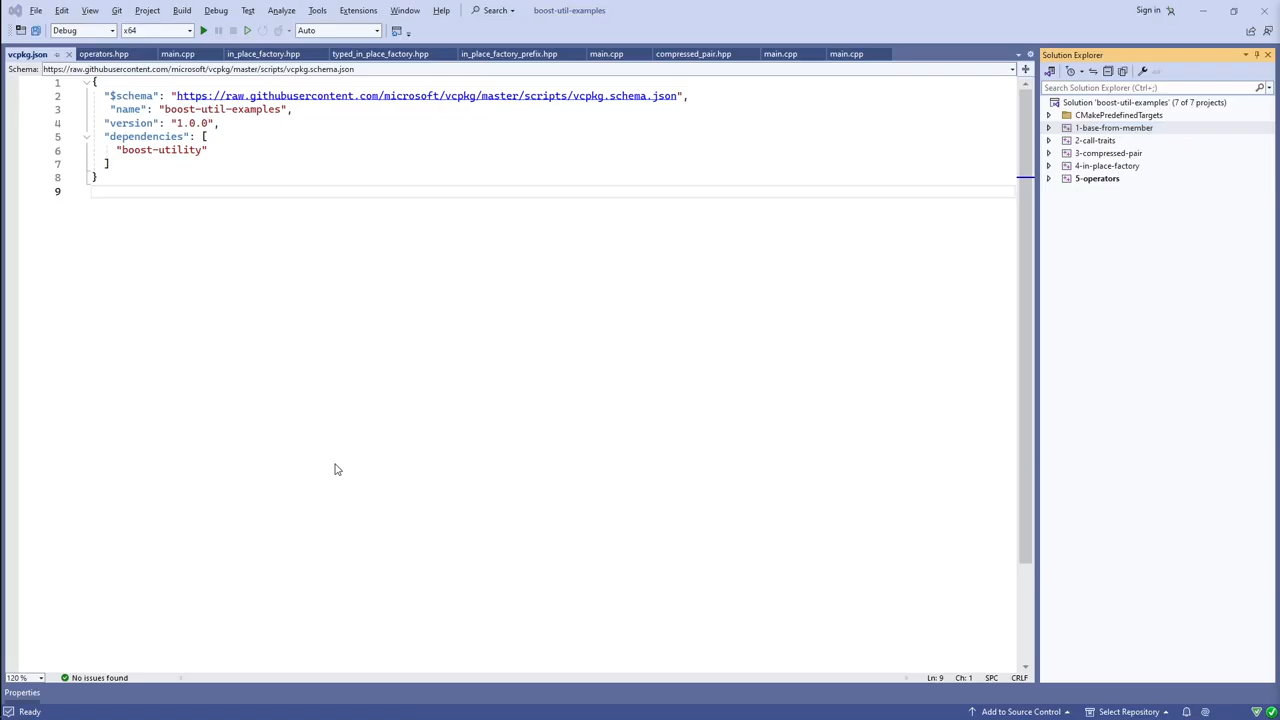 File Edit View Git Project Build Debug Test Analyze Tools Extensions Window Help Search boost-util-examples Sign in
Debug x64 Auto
vcpkg.json operators.hpp main.cpp in_place_factory.hpp typed_in_place_factory.hpp in_place_factory_prefix.hpp main.cpp compressed_pair.hpp main.cpp main.cpp
Schema: https://raw.githubusercontent.com/microsoft/vcpkg/master/scripts/vcpkg.schema.json
1 {
2 "$schema": "https://raw.githubusercontent.com/microsoft/vcpkg/master/scripts/vcpkg.schema.json",
3 "name": "boost-util-examples",
4 "version": "1.0.0",
5 "dependencies": [
6 "boost-utility"
7 ]
8 }
9
120 % No issues found Ln: 9 Ch: 1 SPC CRLF
Solution Explorer
Search Solution Explorer (Ctrl+;)
Solution 'boost-util-examples' (7 of 7 projects)
CMakePredefinedTargets
1-base-from-member
2-call-traits
3-compressed-pair
4-in-place-factory
5-operators
Properties
Ready Add to Source Control Select Repository